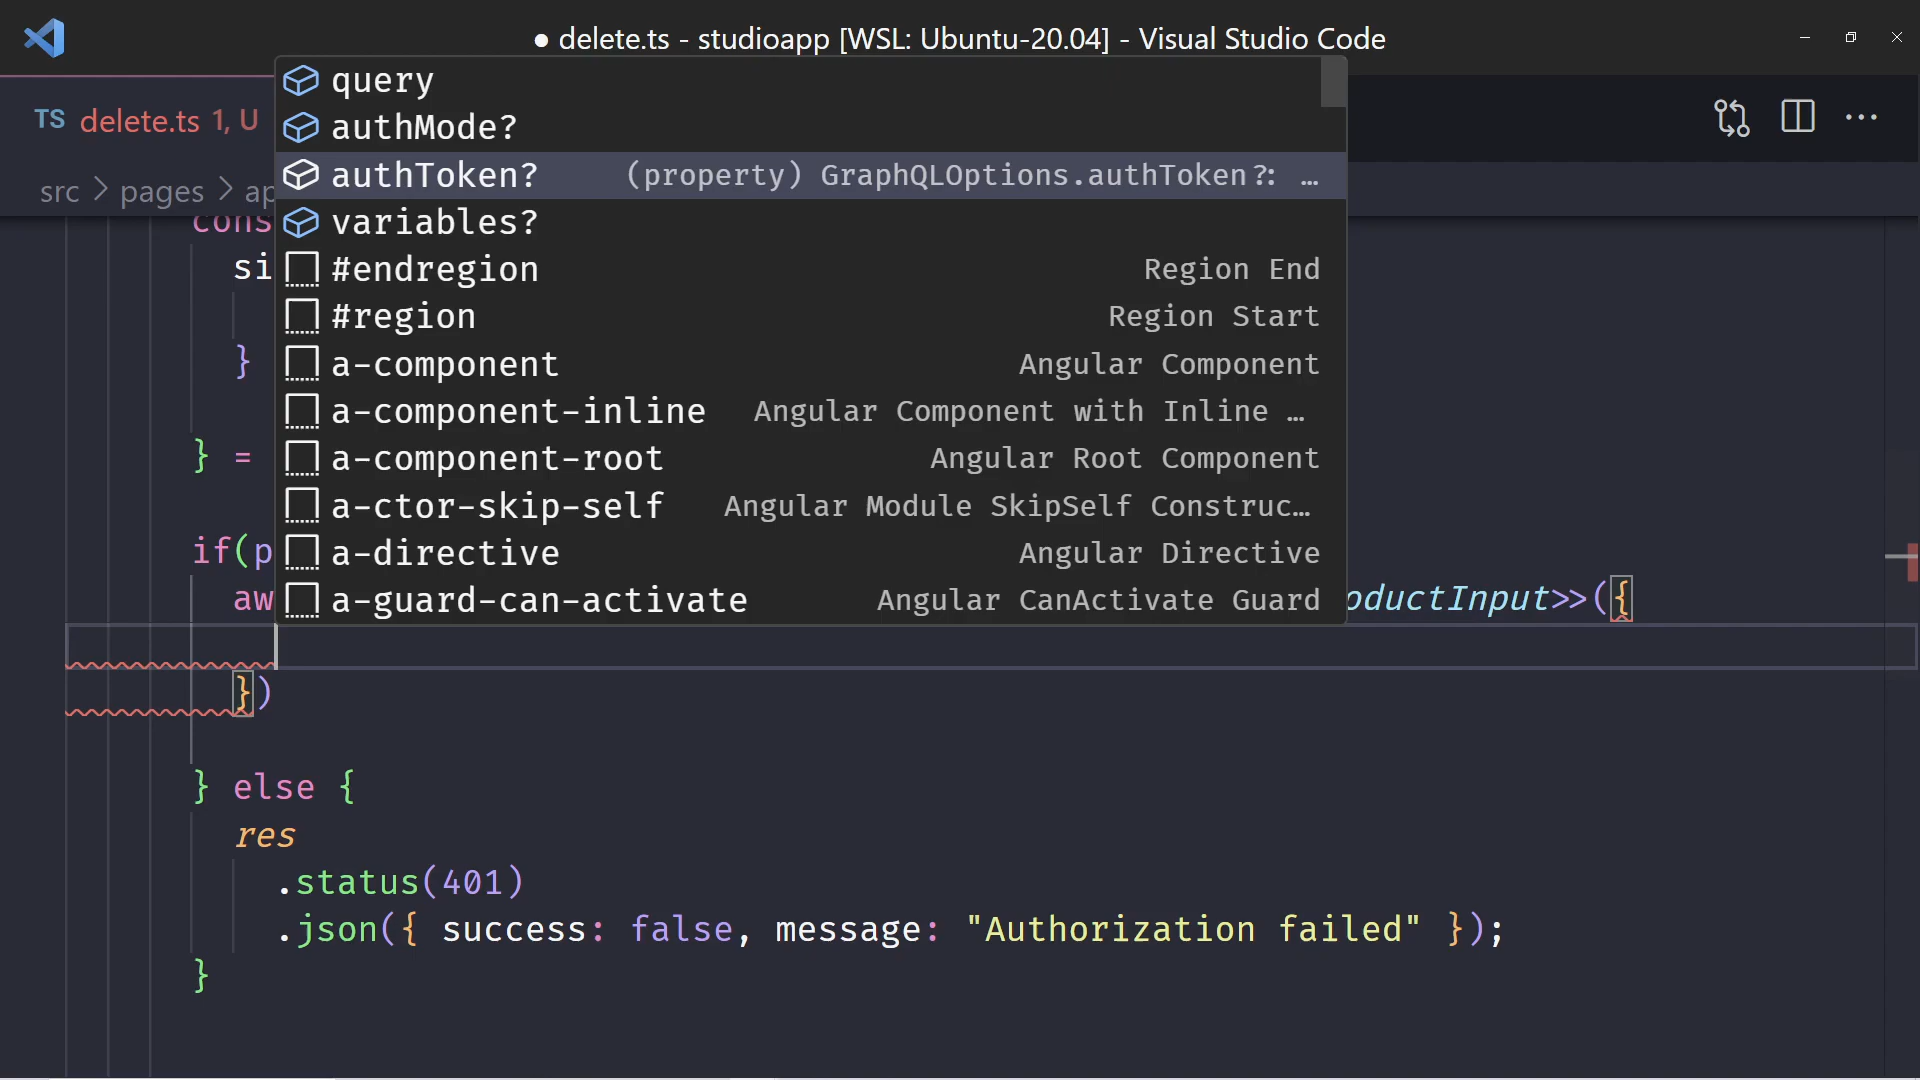 ● delete.ts - studioapp [WSL: Ubuntu-20.04] - Visual Studio Code
TS delete.ts 1, U
src > pages > ap
query
authMode?
authToken? (property) GraphQLOptions.authToken?: …
variables?
#endregion Region End
#region Region Start
a-component Angular Component
a-component-inline Angular Component with Inline …
a-component-root Angular Root Component
a-ctor-skip-self Angular Module SkipSelf Construc…
a-directive Angular Directive
a-guard-can-activate Angular CanActivate Guard
cons
si
}
} =
if(p
aw oductInput>>({
})
} else {
res
.status(401)
.json({ success: false, message: "Authorization failed" });
}